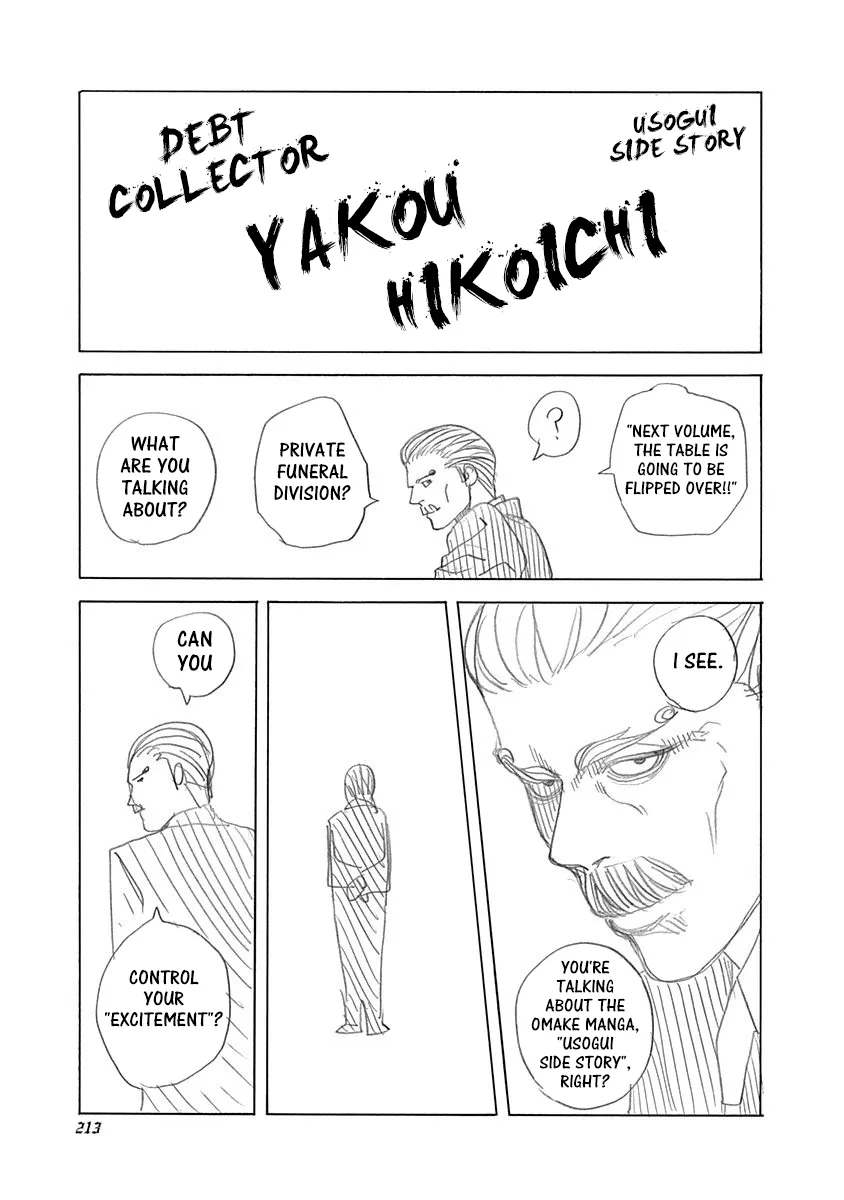 USOGUI
SIDE STORY
DEBT
COLLECTOR
YAKOU
HIKOICHI
"NEXT VOLUME,
THE TABLE IS
GOING TO BE
FLIPPED OVER!!"
?
PRIVATE
FUNERAL
DIVISION?
WHAT
ARE YOU
TALKING
ABOUT?
I SEE.
YOU'RE
TALKING
ABOUT THE
OMAKE MANGA,
"USOGUI
SIDE STORY",
RIGHT?
CAN
YOU
CONTROL
YOUR
"EXCITEMENT"?
213